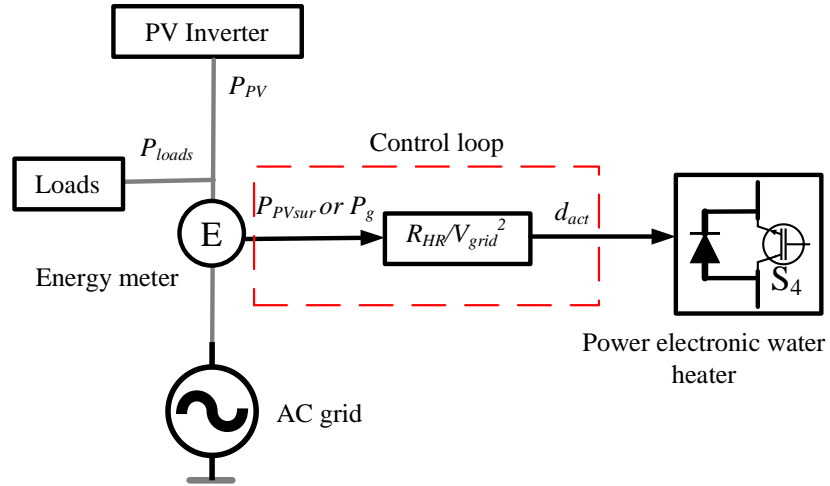 PV Inverter
P_PV
P_loads
Control loop
Loads
P_PVsur or P_g
d_act
E
R_HR/V_grid^2
S_4
Energy meter
Power electronic water
heater
AC grid